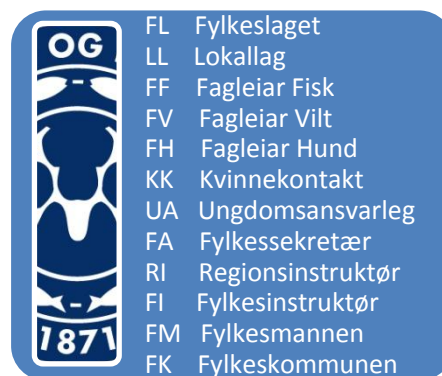 OG
FL Fylkeslaget
LL Lokallag
FF Fagleiar Fisk
FV Fagleiar Vilt
FH Fagleiar Hund
KK Kvinnekontakt
UA Ungdomsansvarleg
FA Fylkessekretær
RI Regionsinstruktør
FI Fylkesinstruktør
FM Fylkesmannen
FK Fylkeskommunen
1871